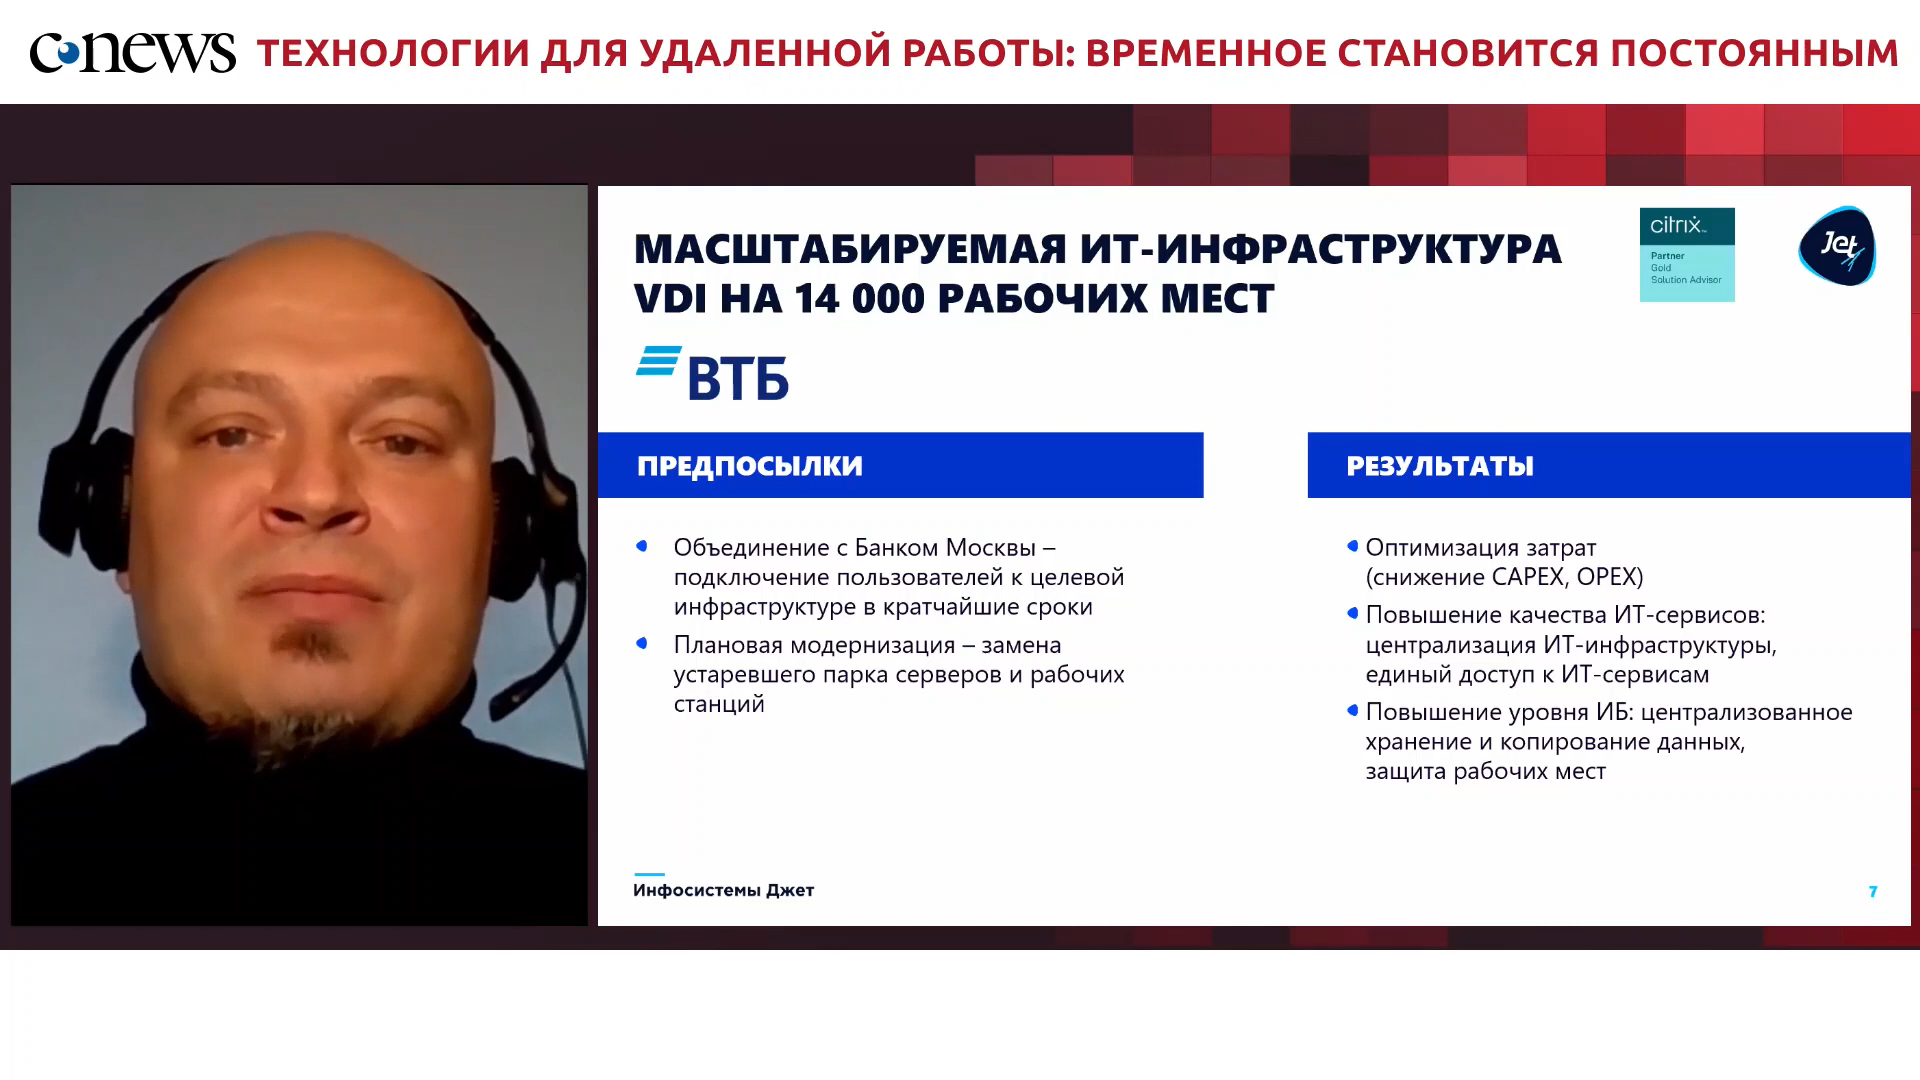 cnews ТЕХНОЛОГИИ ДЛЯ УДАЛЕННОЙ РАБОТЫ: ВРЕМЕННОЕ СТАНОВИТСЯ ПОСТОЯННЫМ
МАСШТАБИРУЕМАЯ ИТ-ИНФРАСТРУКТУРА
VDI НА 14 000 РАБОЧИХ МЕСТ
citrix
Partner
Gold
Solution Advisor
Jet
ВТБ
ПРЕДПОСЫЛКИ
Объединение с Банком Москвы –
подключение пользователей к целевой
инфраструктуре в кратчайшие сроки
Плановая модернизация – замена
устаревшего парка серверов и рабочих
станций
РЕЗУЛЬТАТЫ
Оптимизация затрат
(снижение CAPEX, OPEX)
Повышение качества ИТ-сервисов:
централизация ИТ-инфраструктуры,
единый доступ к ИТ-сервисам
Повышение уровня ИБ: централизованное
хранение и копирование данных,
защита рабочих мест
Инфосистемы Джет
7